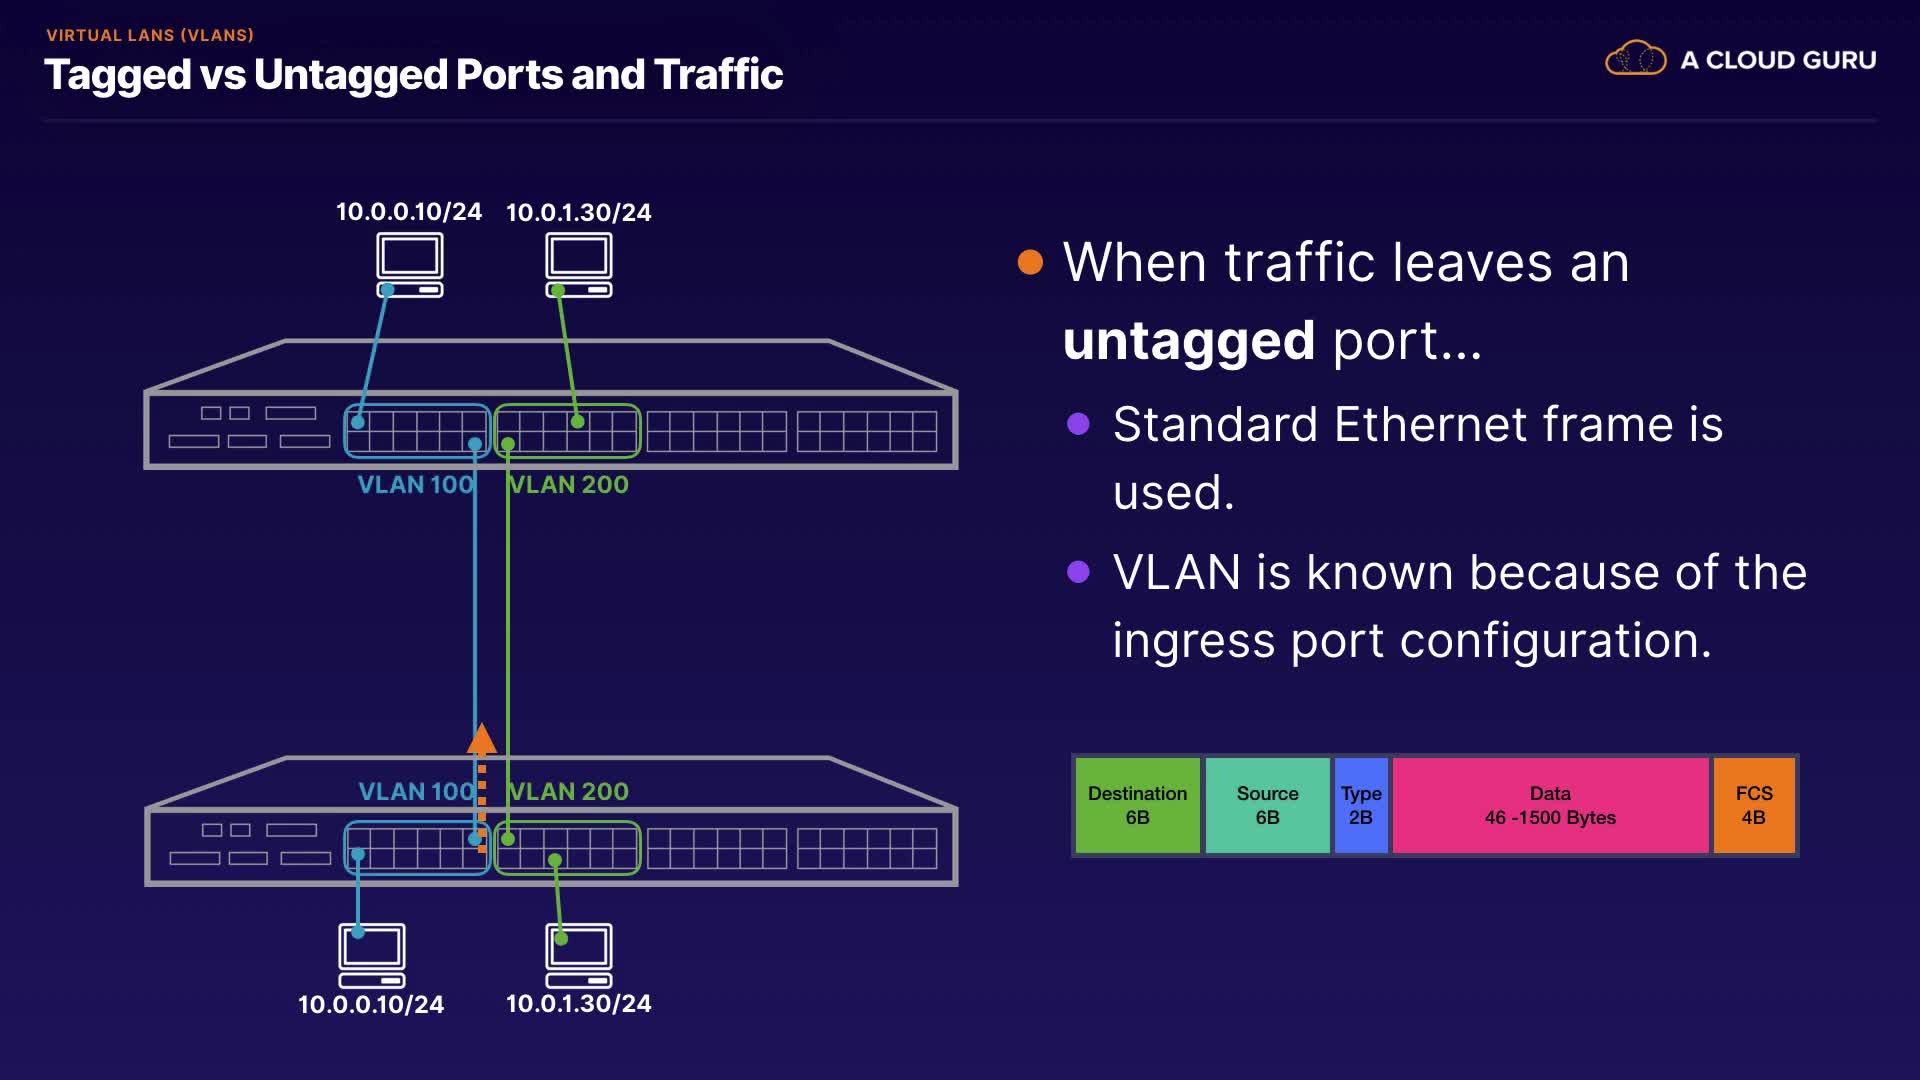 VIRTUAL LANS (VLANS)
Tagged vs Untagged Ports and Traffic
A CLOUD GURU
10.0.0.10/24
10.0.1.30/24
VLAN 100
VLAN 200
VLAN 100
VLAN 200
10.0.0.10/24
10.0.1.30/24
When traffic leaves an
untagged port...
Standard Ethernet frame is
used.
VLAN is known because of the
ingress port configuration.
Destination
6B
Source
6B
Type
2B
Data
46 -1500 Bytes
FCS
4B